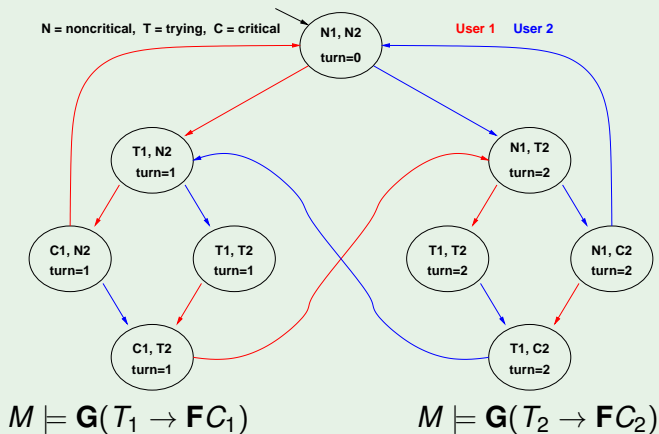 N = noncritical, T = trying, C = critical
User 1 User 2
N1, N2
turn=0
T1, N2
turn=1
N1, T2
turn=2
C1, N2
turn=1
T1, T2
turn=1
T1, T2
turn=2
N1, C2
turn=2
C1, T2
turn=1
T1, C2
turn=2
M ⊨ G(T₁ → FC₁)
M ⊨ G(T₂ → FC₂)